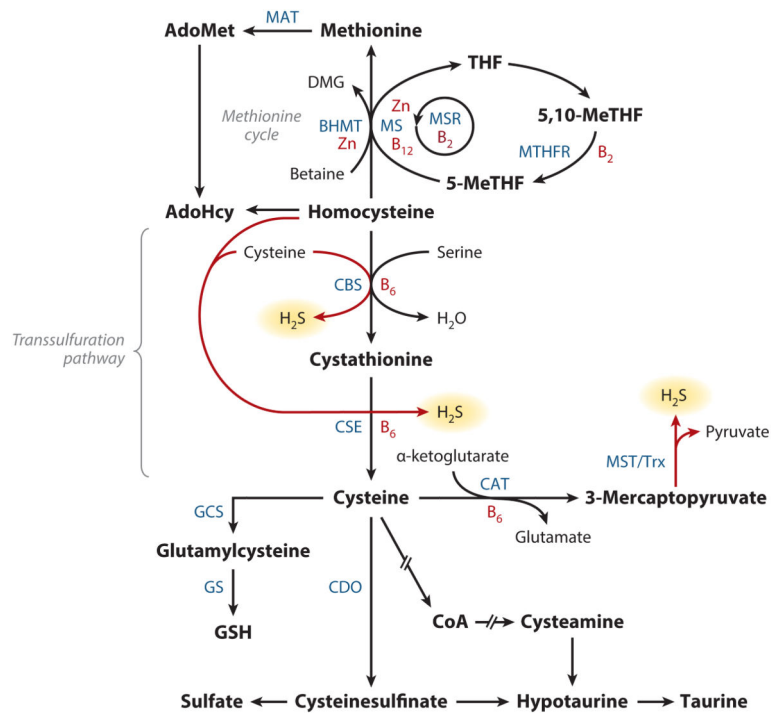 AdoMet
MAT
Methionine
THF
DMG
Zn
5,10-MeTHF
Methionine
cycle
BHMT
MS
MSR
Zn
B12
B2
MTHFR
B2
Betaine
5-MeTHF
AdoHcy
Homocysteine
Cysteine
Serine
CBS
B6
H2S
H2O
Transsulfuration
pathway
Cystathionine
H2S
H2S
CSE
B6
Pyruvate
α-ketoglutarate
MST/Trx
CAT
Cysteine
3-Mercaptopyruvate
B6
GCS
Glutamate
Glutamylcysteine
GS
CDO
CoA
Cysteamine
GSH
Sulfate
Cysteinesulfinate
Hypotaurine
Taurine